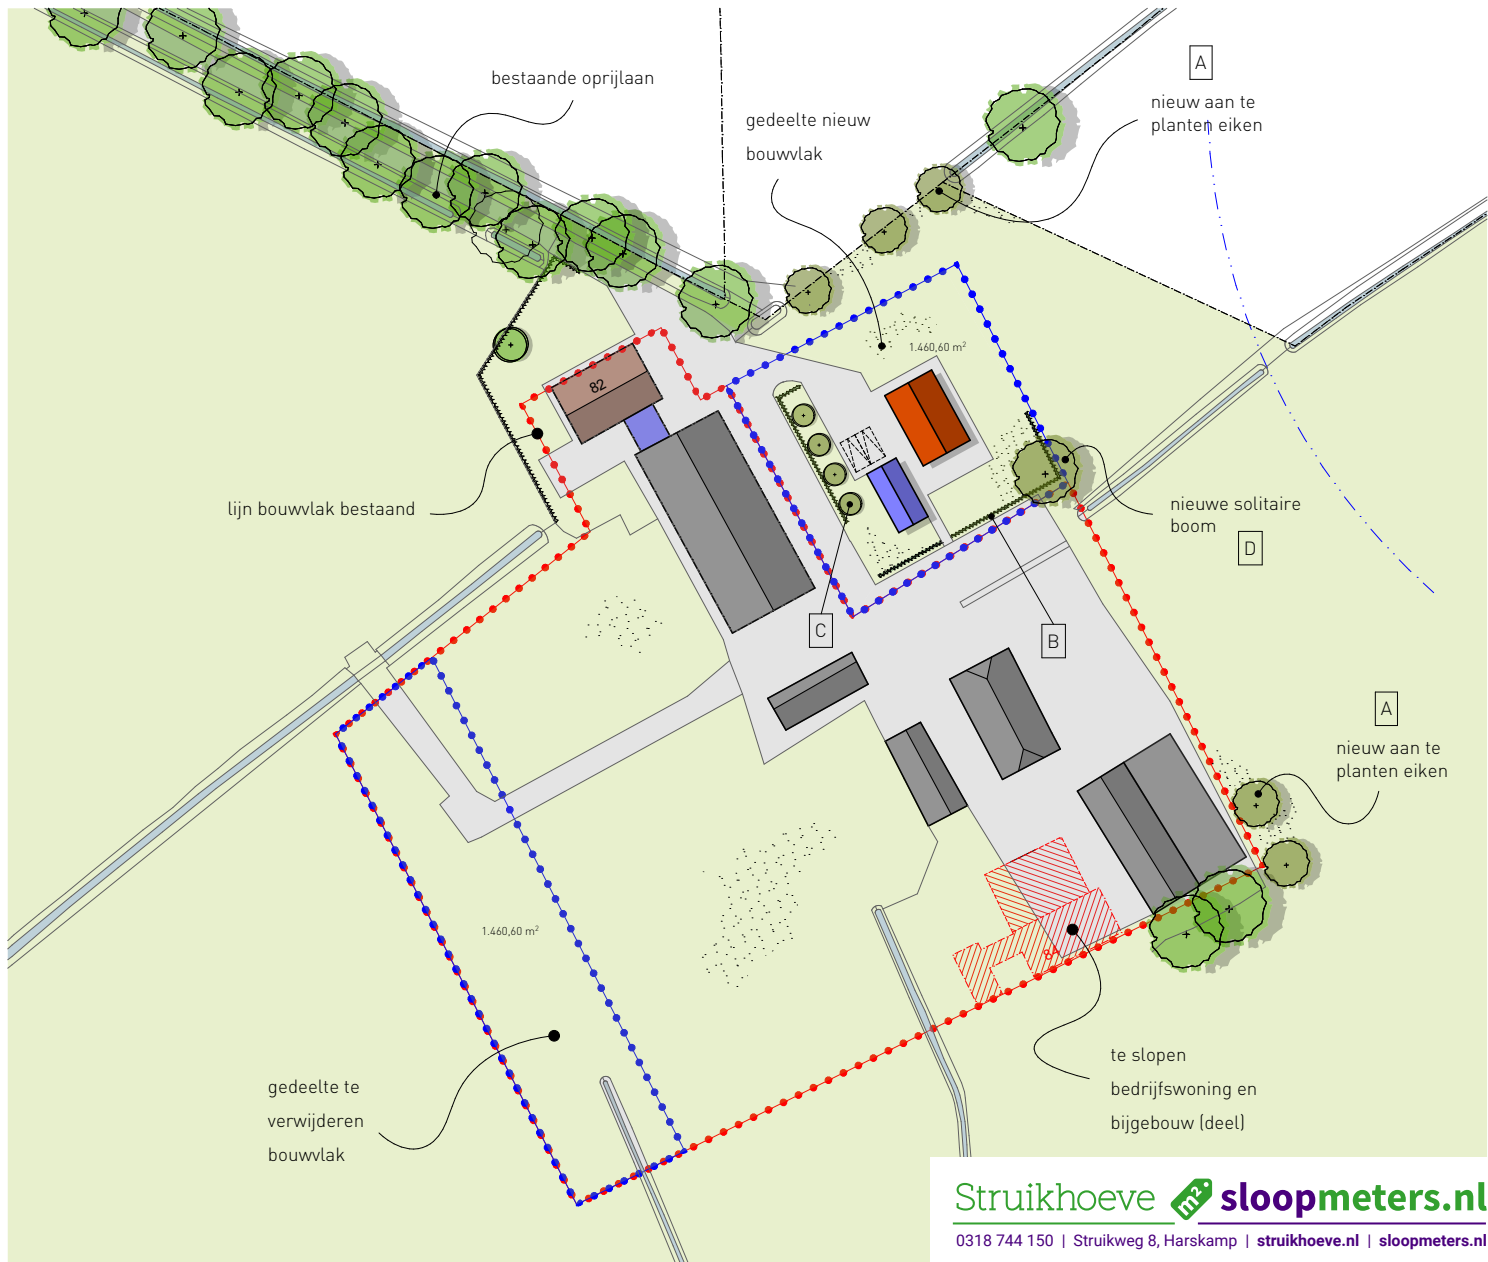 bestaande oprijlaan
A
nieuw aan te
planten eiken
gedeelte nieuw
bouwvlak
1.460,60 m²
82
lijn bouwvlak bestaand
nieuwe solitaire
boom
D
C
B
A
nieuw aan te
planten eiken
1.460,60 m²
84
te slopen
bedrijfswoning en
bijgebouw (deel)
gedeelte te
verwijderen
bouwvlak
Struikhoeve m² sloopmeters.nl
0318 744 150 | Struikweg 8, Harskamp | struikhoeve.nl | sloopmeters.nl